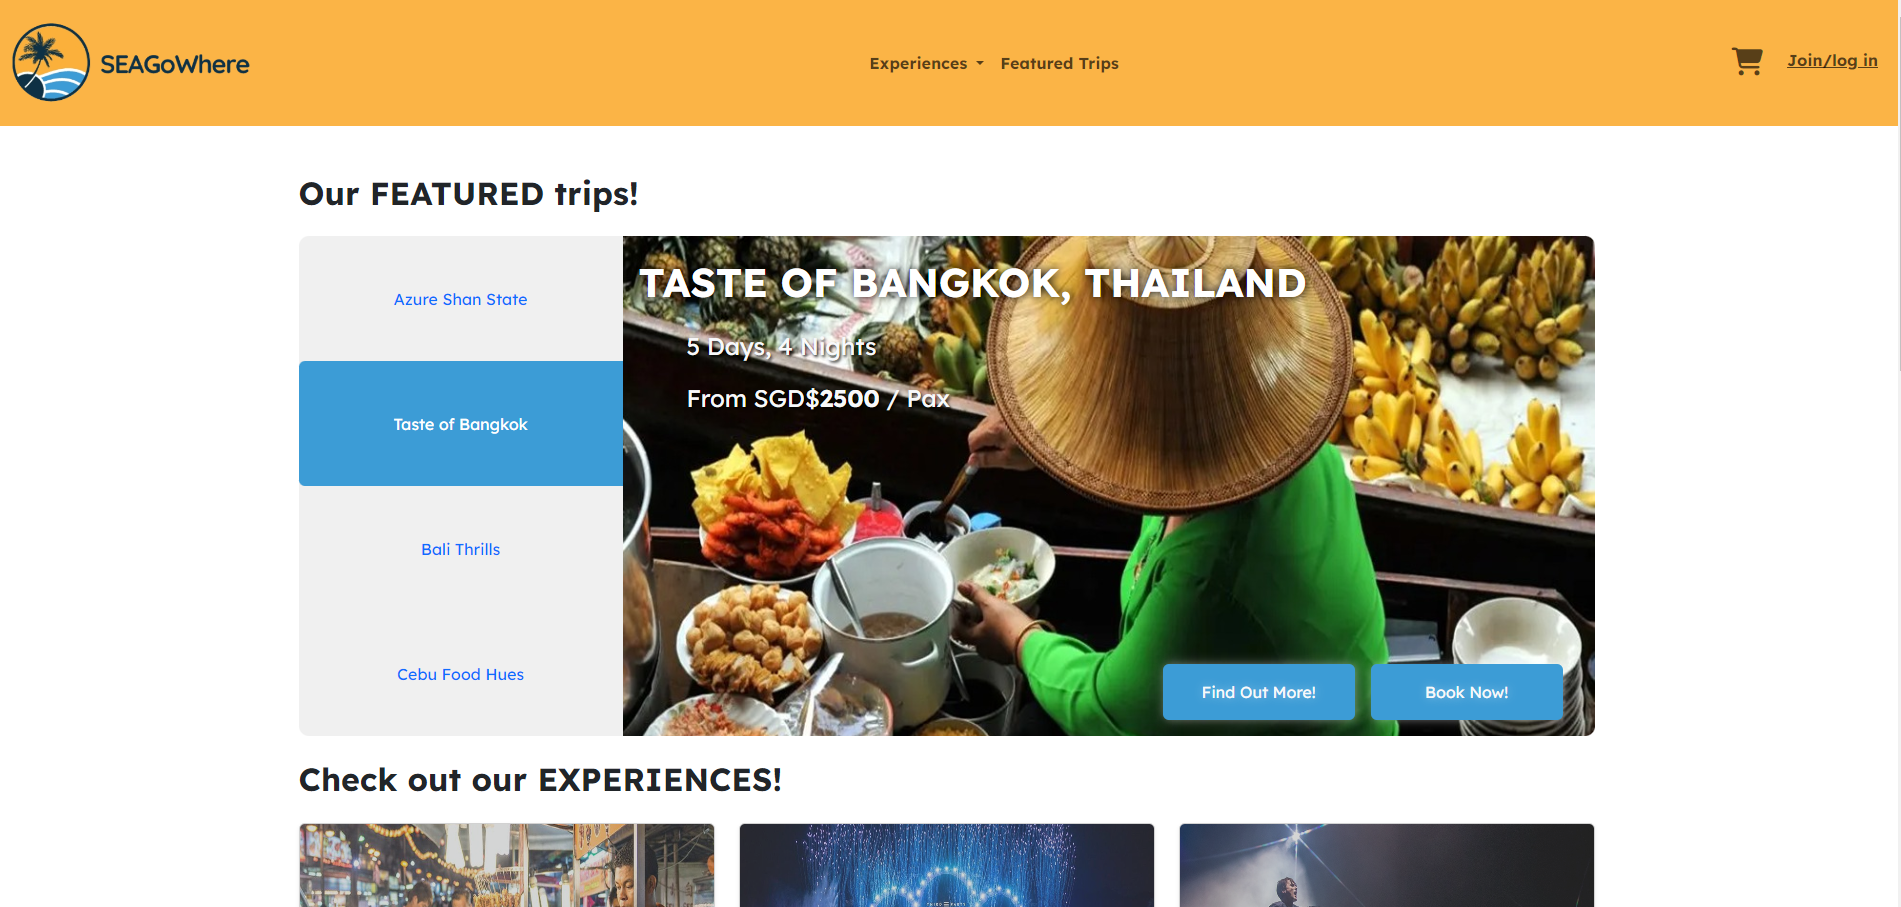 SEAGoWhere
Experiences
Featured Trips
Join/log in
Our FEATURED trips!
Azure Shan State
Taste of Bangkok
Bali Thrills
Cebu Food Hues
TASTE OF BANGKOK, THAILAND
5 Days, 4 Nights
From SGD$2500 / Pax
Find Out More!
Book Now!
Check out our EXPERIENCES!